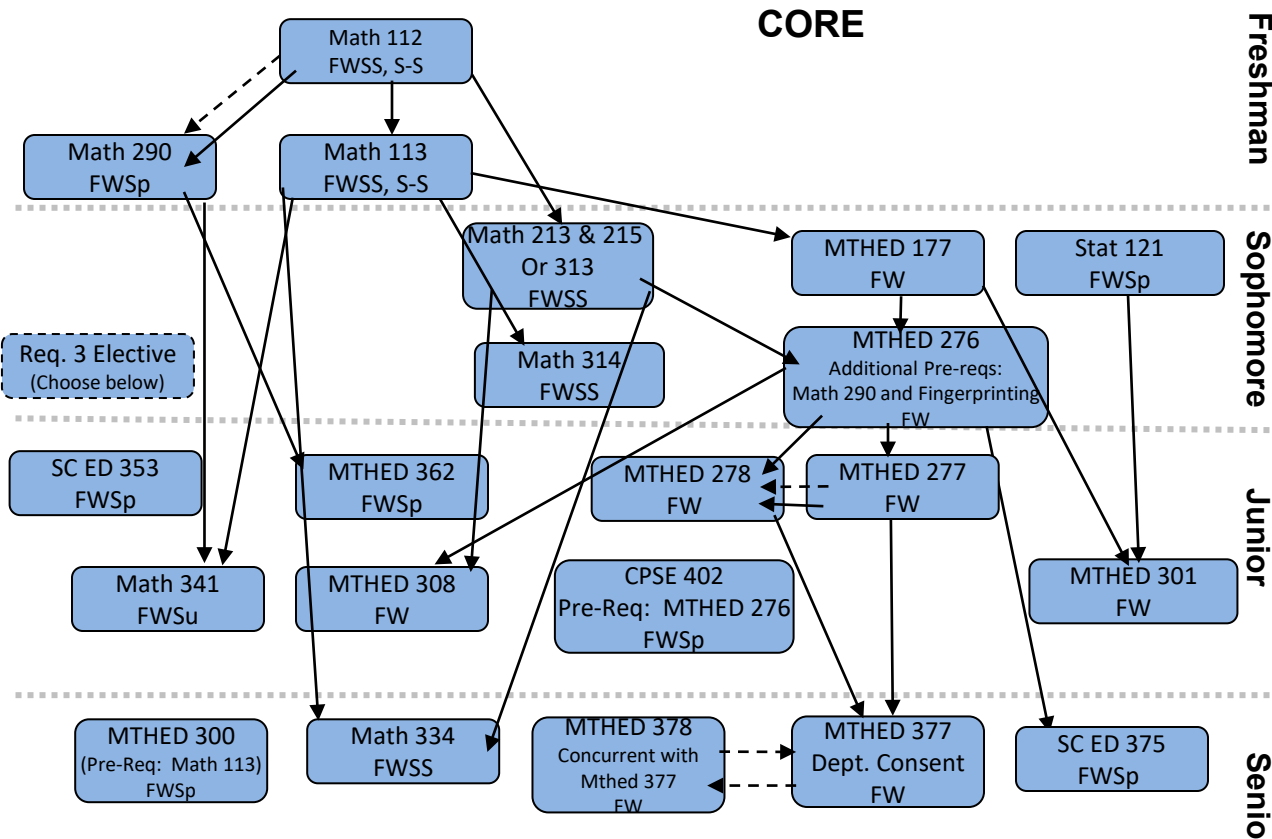 CORE
Freshman
Math 112
FWSS, S-S
Math 290
FWSp
Math 113
FWSS, S-S
Sophomore
Math 213 & 215
Or 313
FWSS
MTHED 177
FW
Stat 121
FWSp
Req. 3 Elective
(Choose below)
Math 314
FWSS
MTHED 276
Additional Pre-reqs:
Math 290 and Fingerprinting
FW
Junior
SC ED 353
FWSp
MTHED 362
FWSp
MTHED 278
FW
MTHED 277
FW
Math 341
FWSu
MTHED 308
FW
CPSE 402
Pre-Req: MTHED 276
FWSp
MTHED 301
FW
Senio
MTHED 300
(Pre-Req: Math 113)
FWSp
Math 334
FWSS
MTHED 378
Concurrent with
Mthed 377
FW
MTHED 377
Dept. Consent
FW
SC ED 375
FWSp